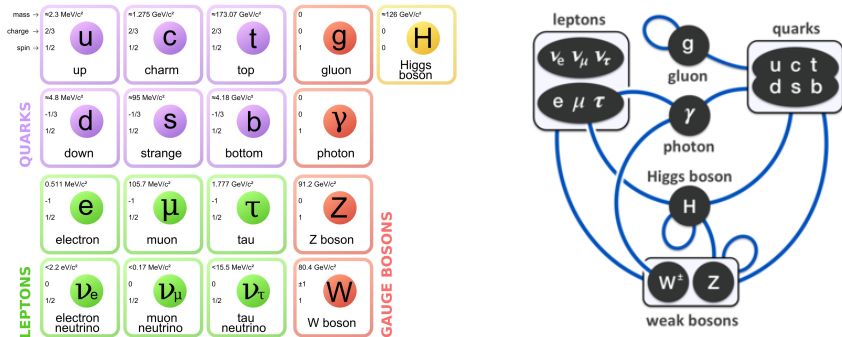 mass → ≈2.3 MeV/c² ≈1.275 GeV/c² ≈173.07 GeV/c² 0 ≈126 GeV/c²
charge → 2/3 u 2/3 c 2/3 t 0 g 0 H
spin → 1/2 1/2 1/2 1 0
up charm top gluon Higgs
boson
QUARKS
≈4.8 MeV/c² ≈95 MeV/c² ≈4.18 GeV/c² 0
-1/3 d -1/3 s -1/3 b 0 γ
1/2 1/2 1/2 1
down strange bottom photon
0.511 MeV/c² 105.7 MeV/c² 1.777 GeV/c² 91.2 GeV/c²
-1 e -1 μ -1 τ 0 Z
1/2 1/2 1/2 1
electron muon tau Z boson
LEPTONS
<2.2 eV/c² <0.17 MeV/c² <15.5 MeV/c² 80.4 GeV/c²
0 νe 0 νμ 0 ντ ±1 W
1/2 1/2 1/2 1
electron muon tau W boson
neutrino neutrino neutrino
GAUGE BOSONS
leptons
νe νμ ντ
e μ τ
g
gluon
quarks
u c t
d s b
γ
photon
Higgs boson
H
W± Z
weak bosons